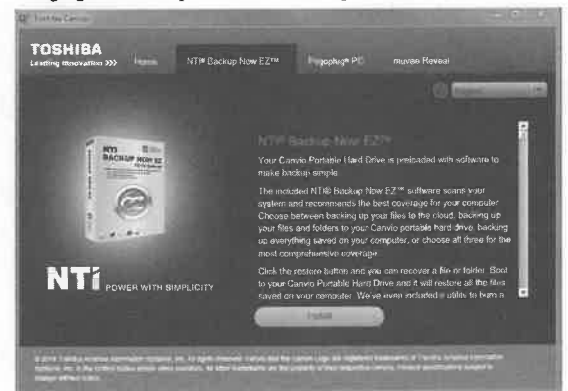 Toshiba Canvio
TOSHIBA
Leading Innovation >>>
Home
NTI® Backup Now EZ™
Pogoplug® PC
muvee Reveal
English
NTI
BACKUP NOW EZ
NTI® Backup Now EZ™
Your Canvio Portable Hard Drive is preloaded with software to
make backup simple
The included NTI® Backup Now EZ™ software scans your
system and recommends the best coverage for your computer
Choose between backing up your files to the cloud, backing up
your files and folders to your Canvio portable hard drive, backing
up everything saved on your computer, or choose all three for the
most comprehensive coverage.
Click the restore button and you can recover a file or folder. Boot
to your Canvio Portable Hard Drive and it will restore all the files
saved on your computer. We've even included a utility to burn a
NTI POWER WITH SIMPLICITY
Install